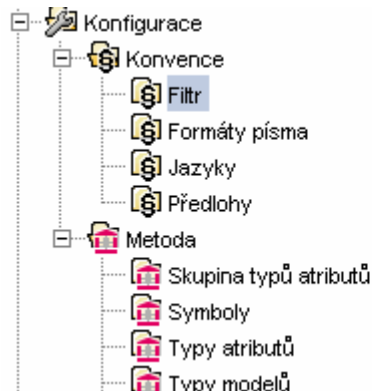 Konfigurace
Konvence
Filtr
Formáty písma
Jazyky
Předlohy
Metoda
Skupina typů atributů
Symboly
Typy atributů
Typy modelů